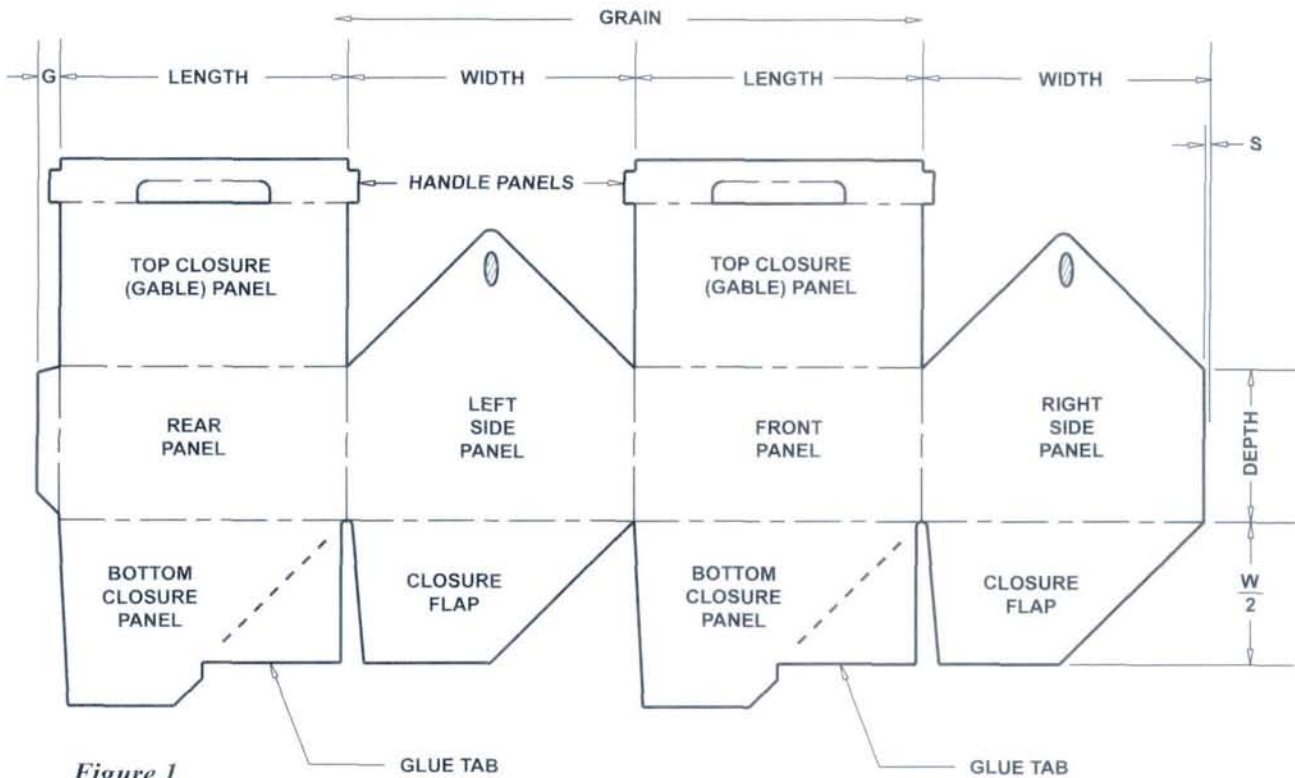 GRAIN
G
LENGTH
WIDTH
LENGTH
WIDTH
S
HANDLE PANELS
TOP CLOSURE
(GABLE) PANEL
TOP CLOSURE
(GABLE) PANEL
REAR
PANEL
LEFT
SIDE
PANEL
FRONT
PANEL
RIGHT
SIDE
PANEL
DEPTH
BOTTOM
CLOSURE
PANEL
CLOSURE
FLAP
BOTTOM
CLOSURE
PANEL
CLOSURE
FLAP
W
2
GLUE TAB
GLUE TAB
Figure 1